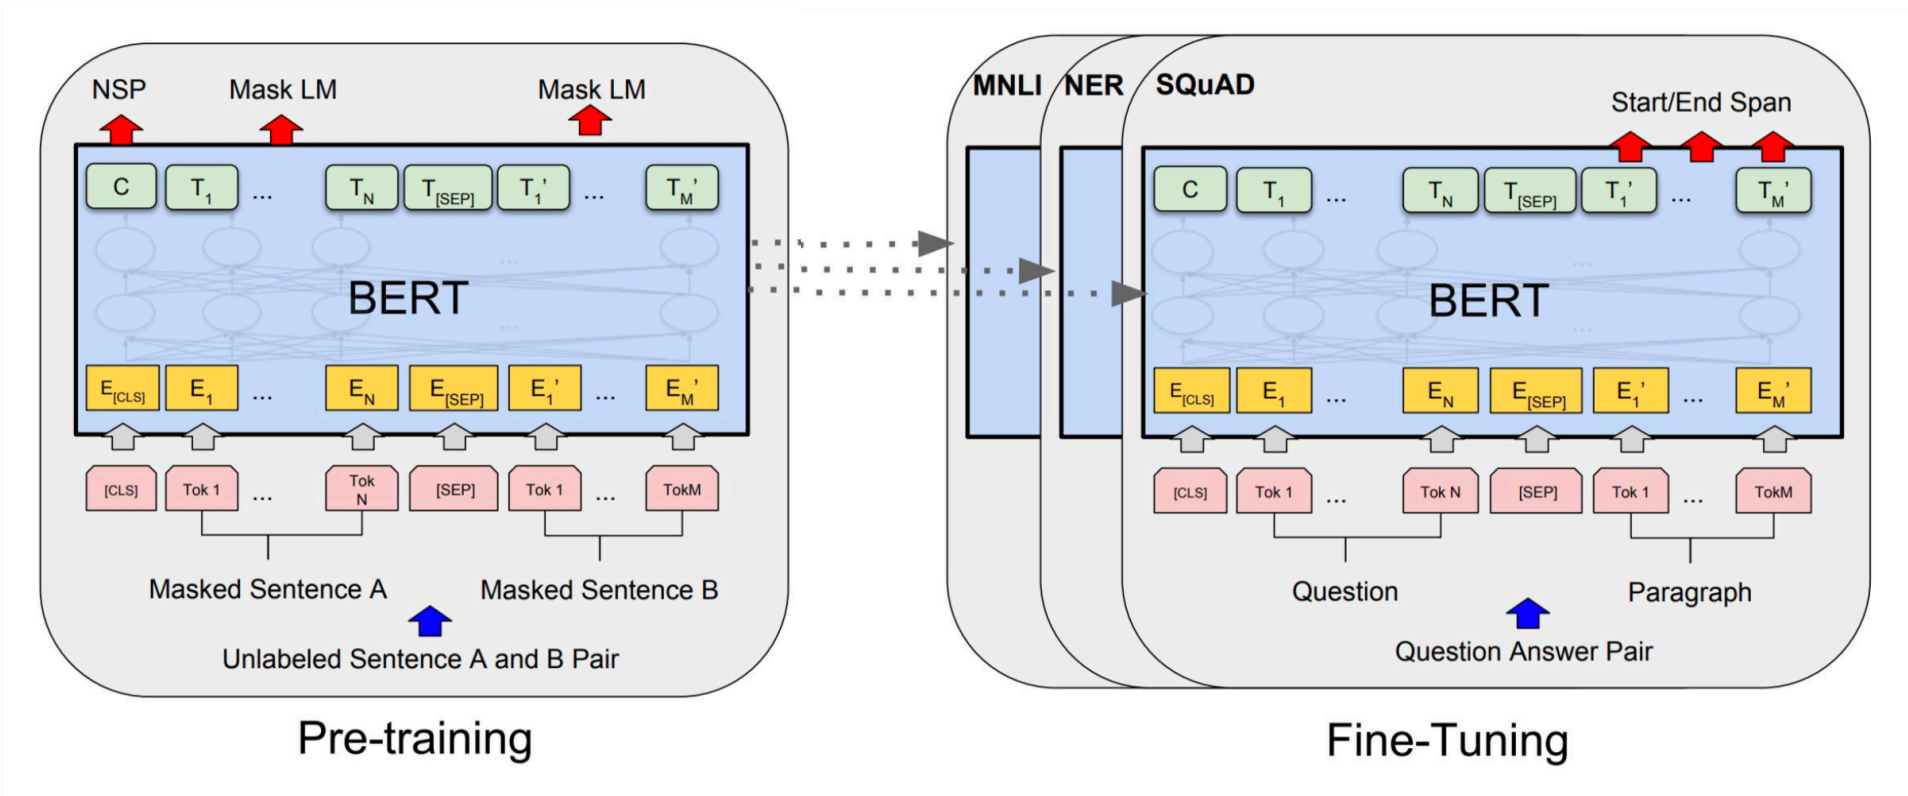 NSP Mask LM Mask LM
C T1 ... TN T[SEP] T1' ... TM'
...
BERT
...
E[CLS] E1 ... EN E[SEP] E1' ... EM'
[CLS] Tok 1 ... Tok N [SEP] Tok 1 ... TokM
Masked Sentence A Masked Sentence B
Unlabeled Sentence A and B Pair
Pre-training
MNLI NER SQuAD
Start/End Span
C T1 ... TN T[SEP] T1' ... TM'
...
BERT
...
E[CLS] E1 ... EN E[SEP] E1' ... EM'
[CLS] Tok 1 ... Tok N [SEP] Tok 1 ... TokM
Question Paragraph
Question Answer Pair
Fine-Tuning